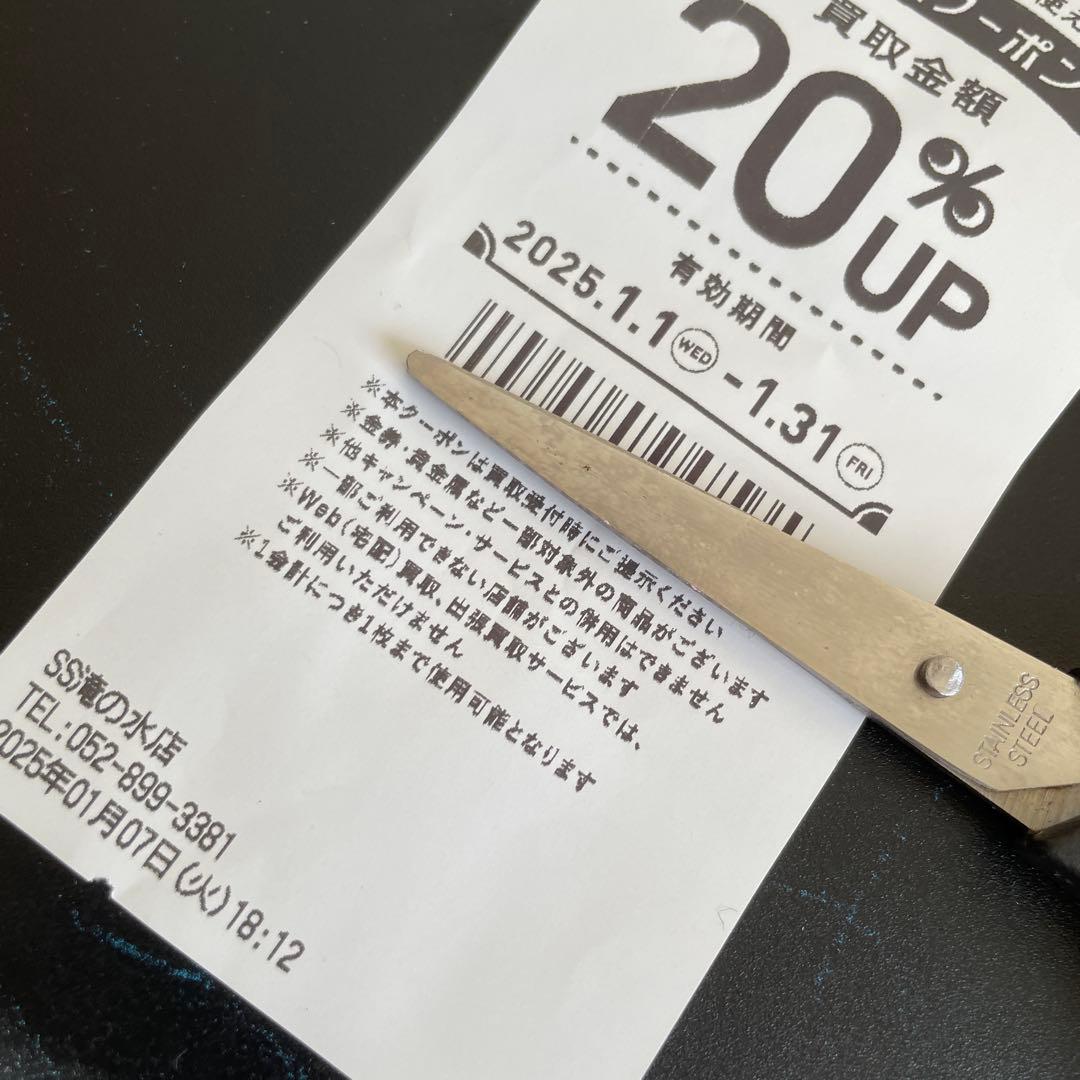 使え
クーポン
買取金額
20%UP
有効期間
2025.1.1(WED)-1.31(FRI)
※本クーポンは買取受付時にご提示ください
※金券・貴金属など一部対象外の商品がございます
※他キャンペーン・サービスとの併用はできません
※一部ご利用できない店舗がございます
※Web(宅配)買取、出張買取サービスでは、
ご利用いただけません
※1会計につき1枚まで使用可能となります
SS滝の水店
TEL:052-899-3381
2025年01月07日(火)18:12
STAINLESS
STEEL